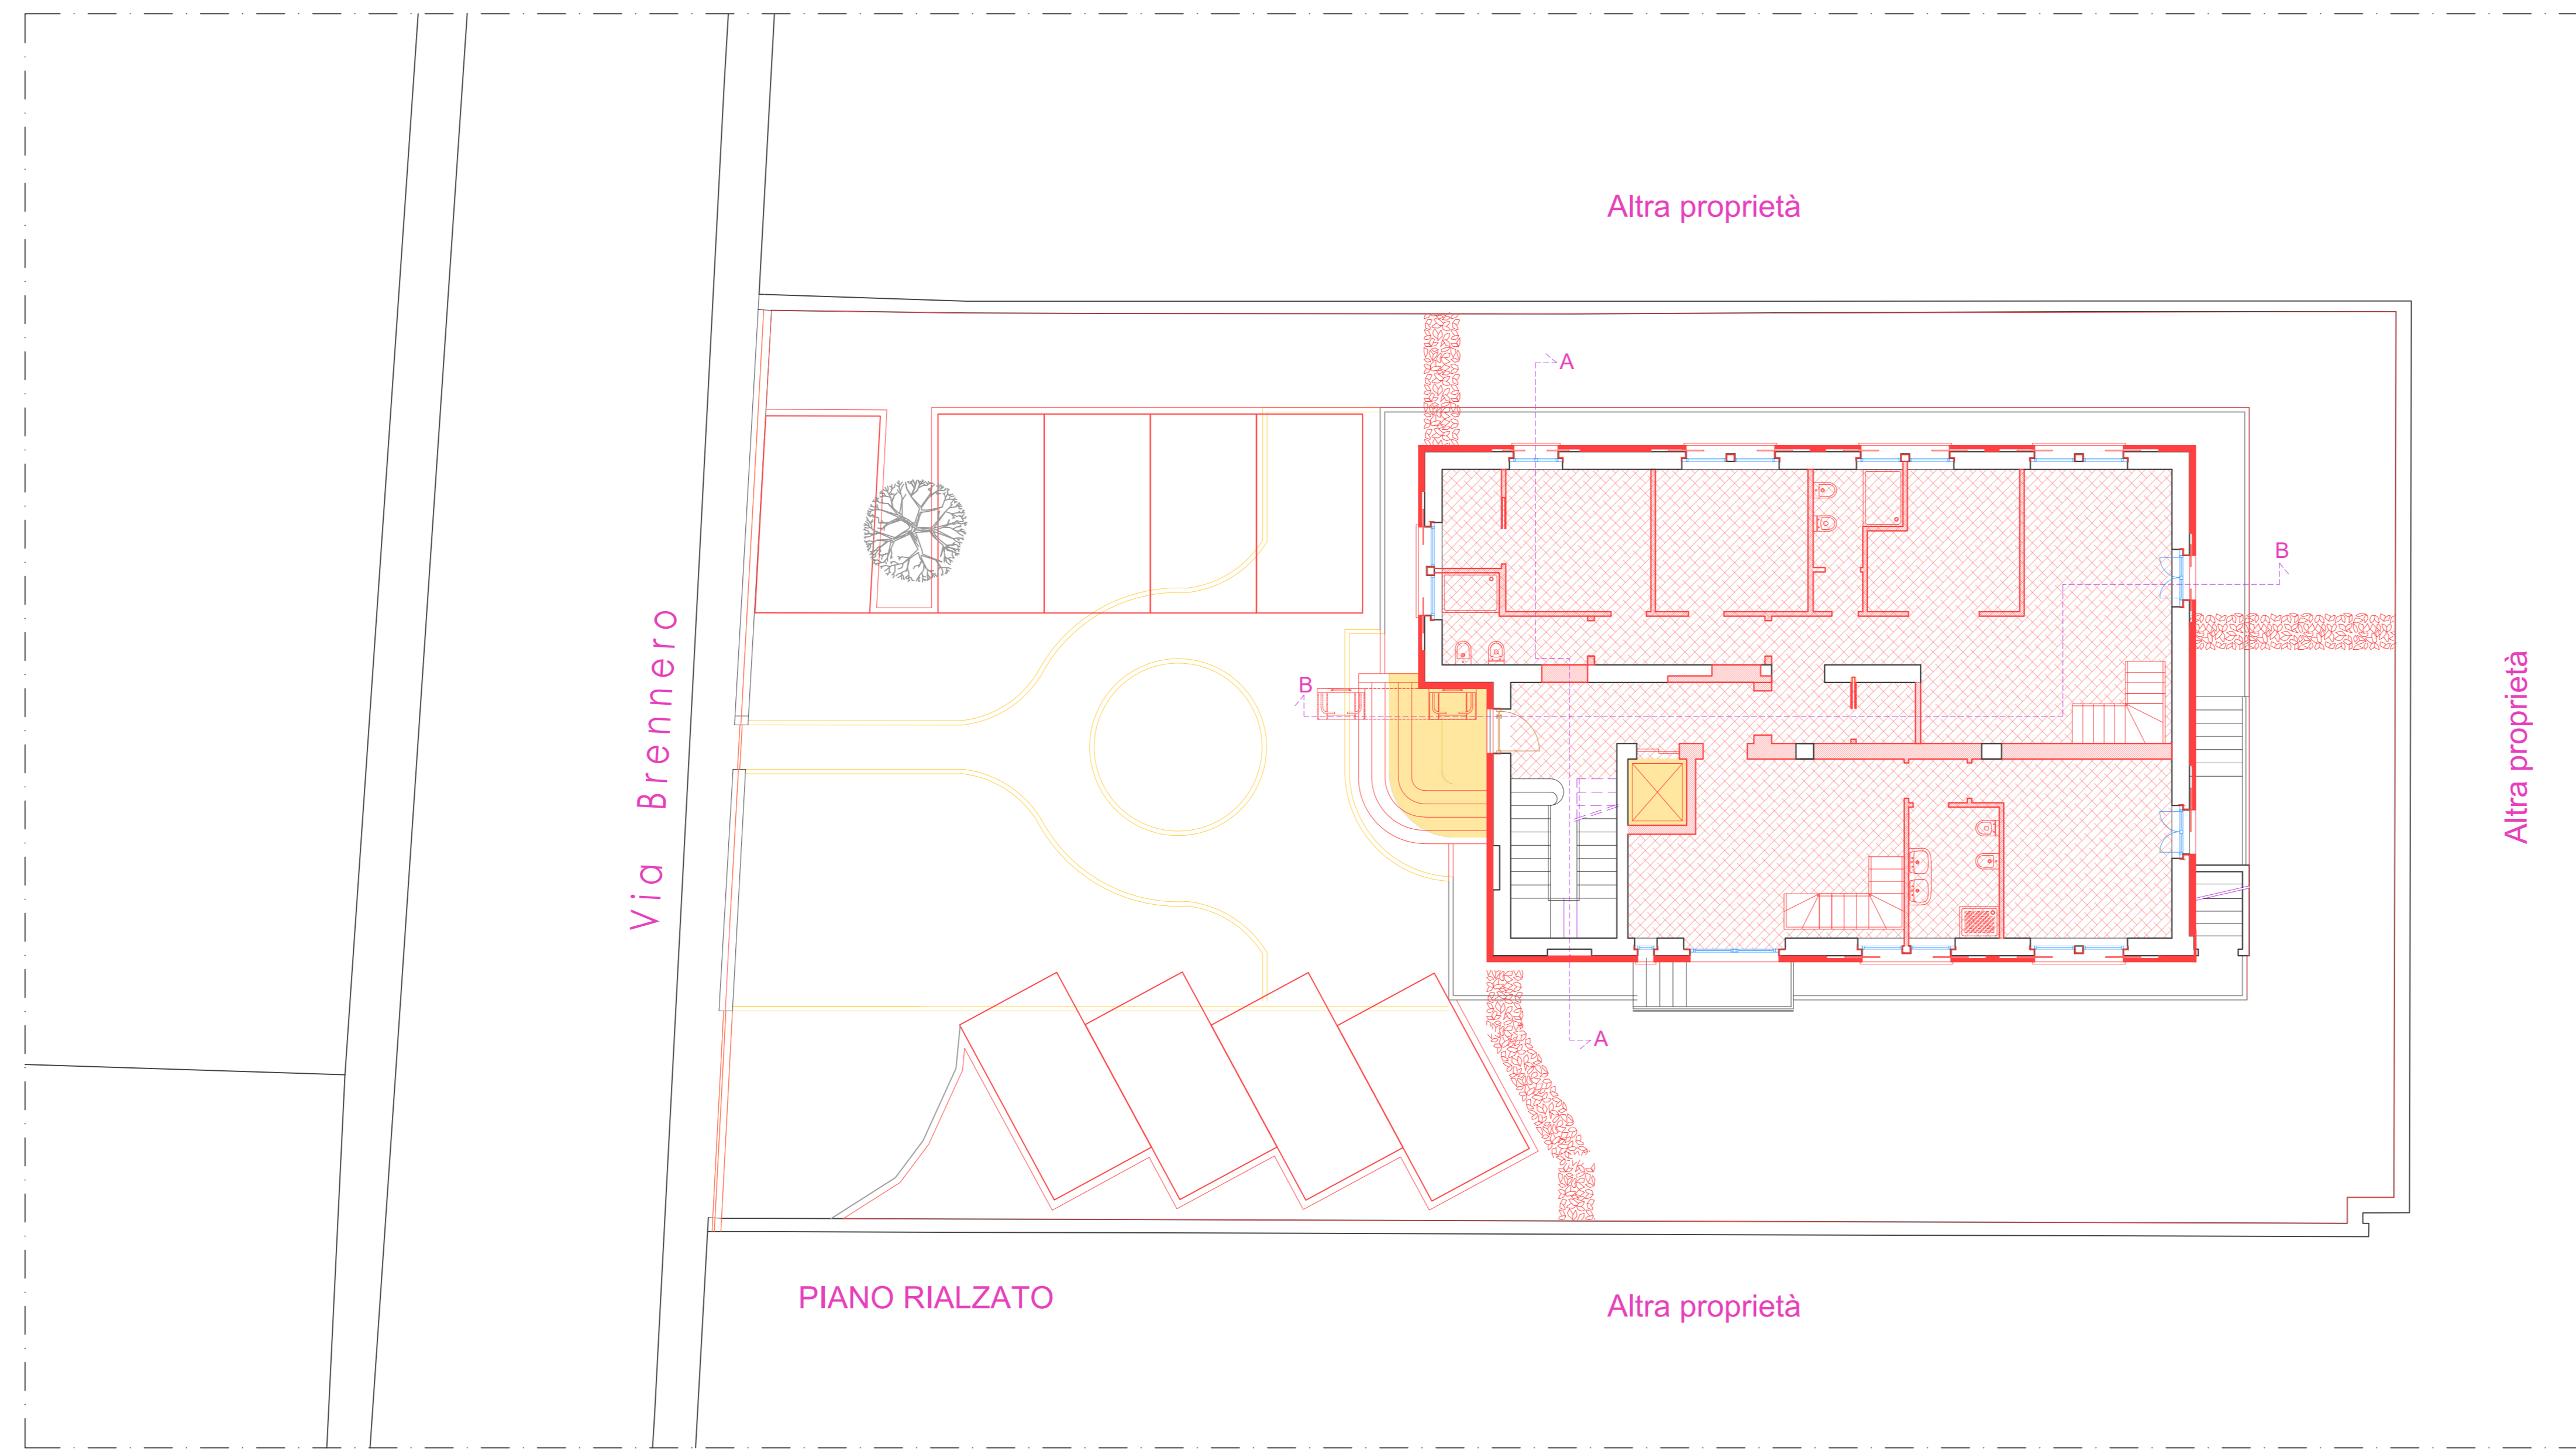 Altra proprietà
A
B
B
Via Brennero
Altra proprietà
A
PIANO RIALZATO
Altra proprietà